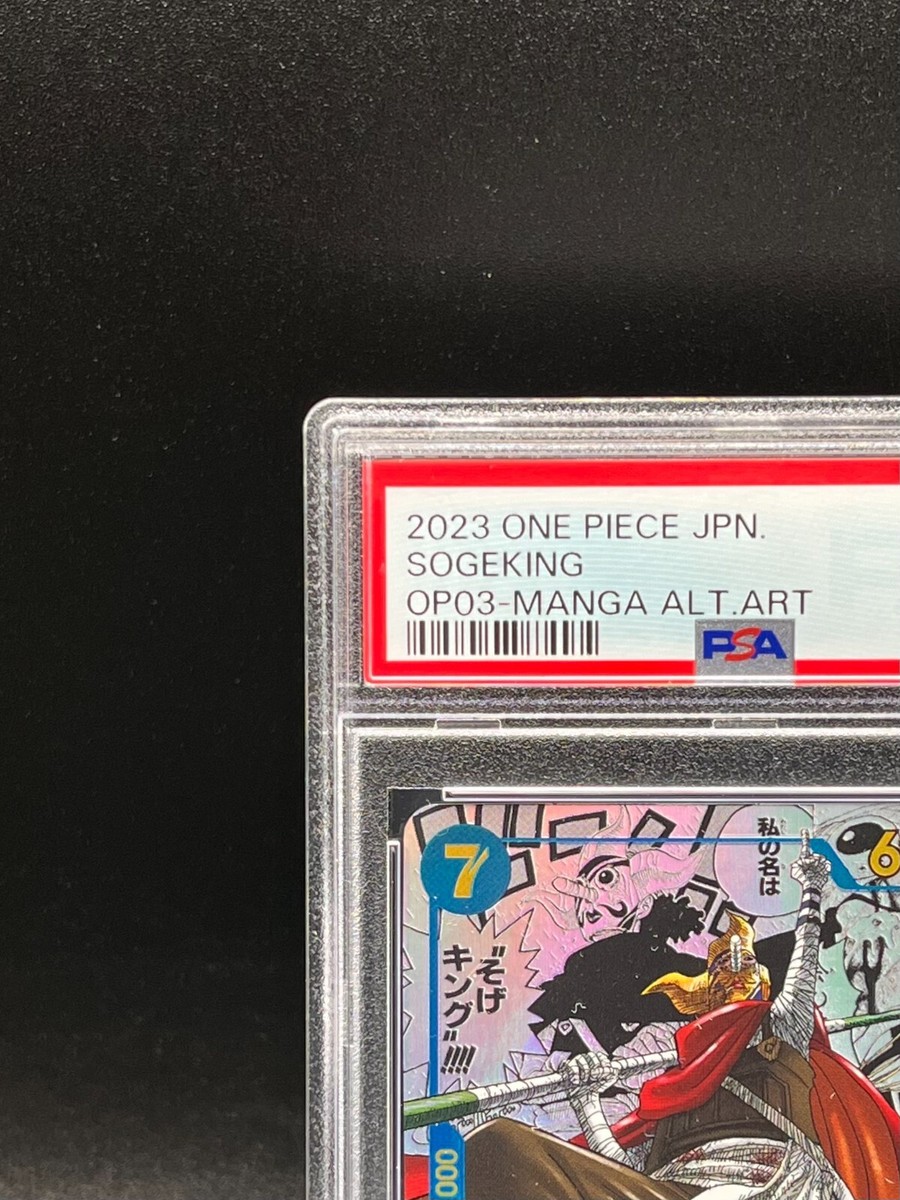 2023 ONE PIECE JPN.
SOGEKING
OP03-MANGA ALT.ART
PSA
7
6
私の名は
"そげ
キング"!!!!
000